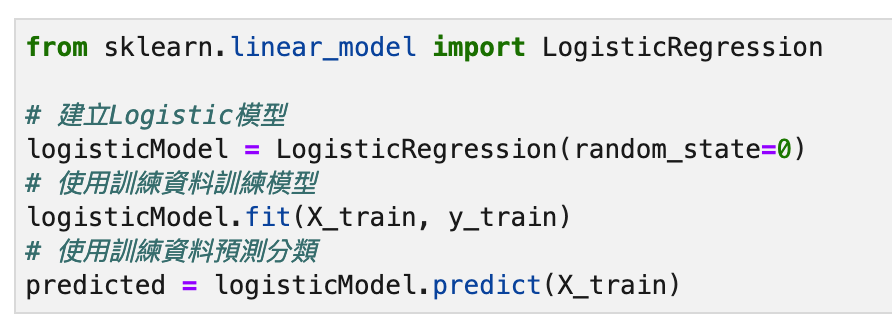 from sklearn.linear_model import LogisticRegression
# 建立Logistic模型
logisticModel = LogisticRegression(random_state=0)
# 使用訓練資料訓練模型
logisticModel.fit(X_train, y_train)
# 使用訓練資料預測分類
predicted = logisticModel.predict(X_train)